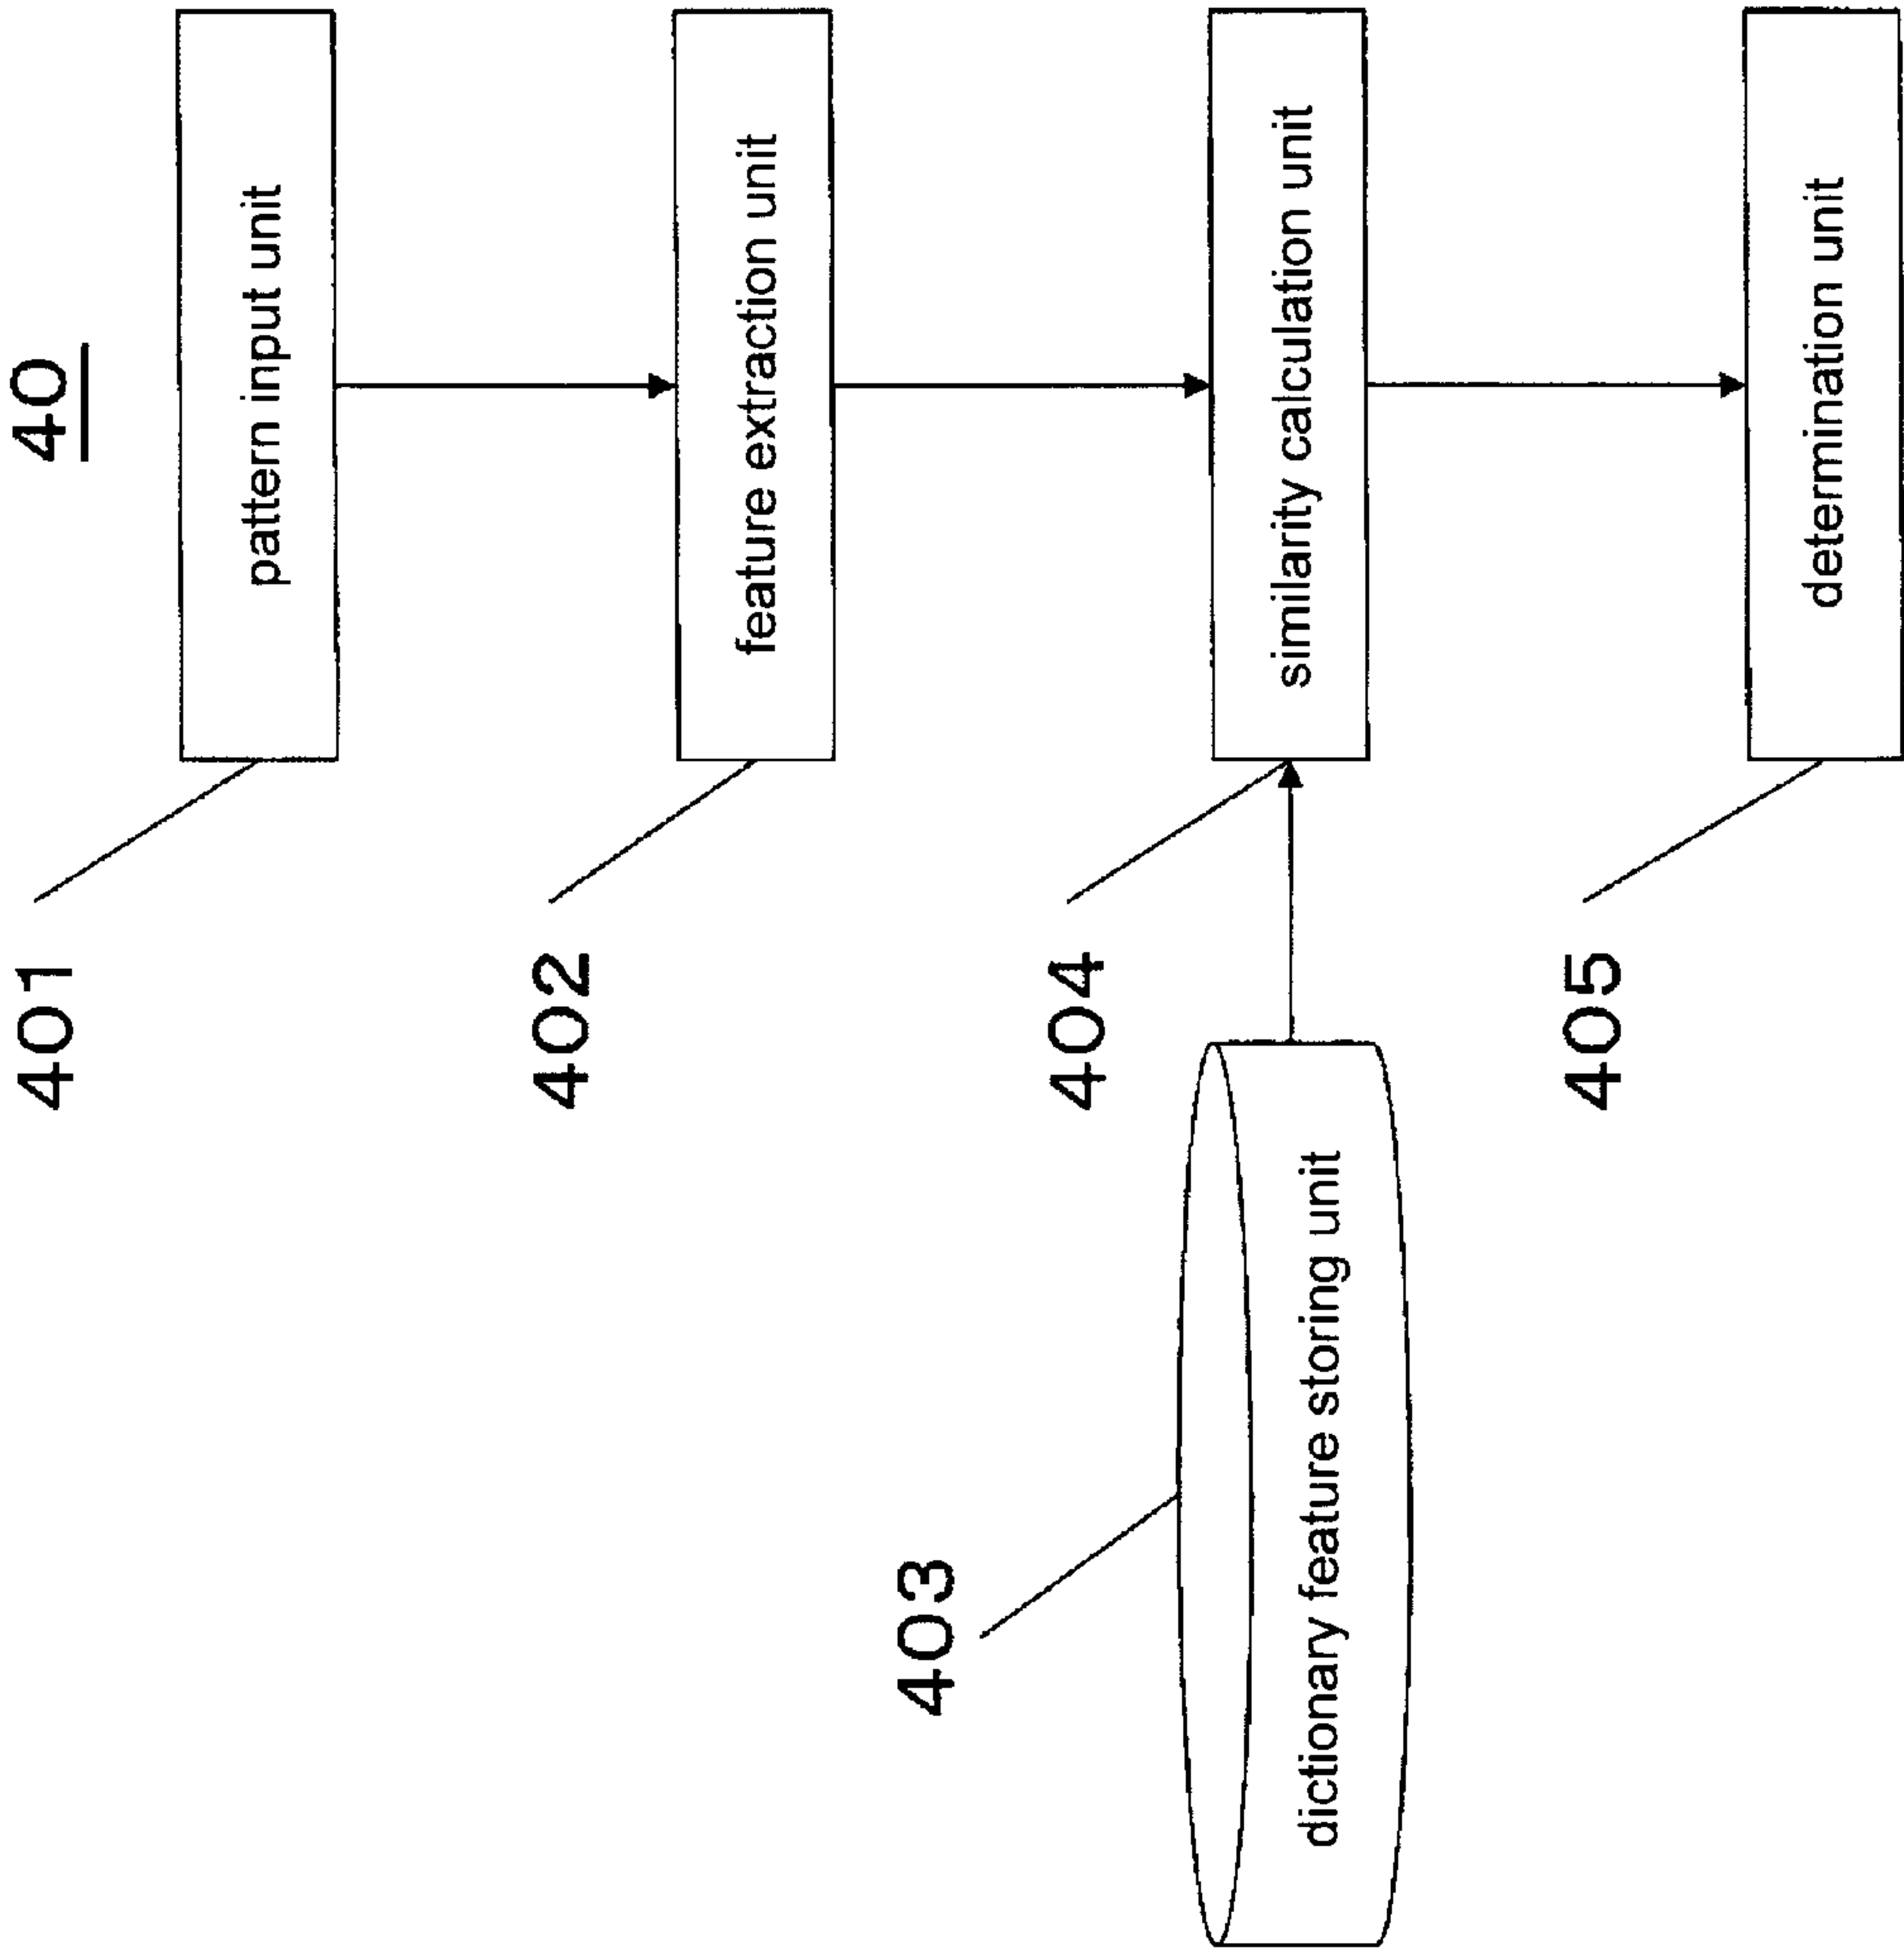 40
401
pattern input unit
402
feature extraction unit
403
dictionary feature storing unit
404
similarity calculation unit
405
determination unit